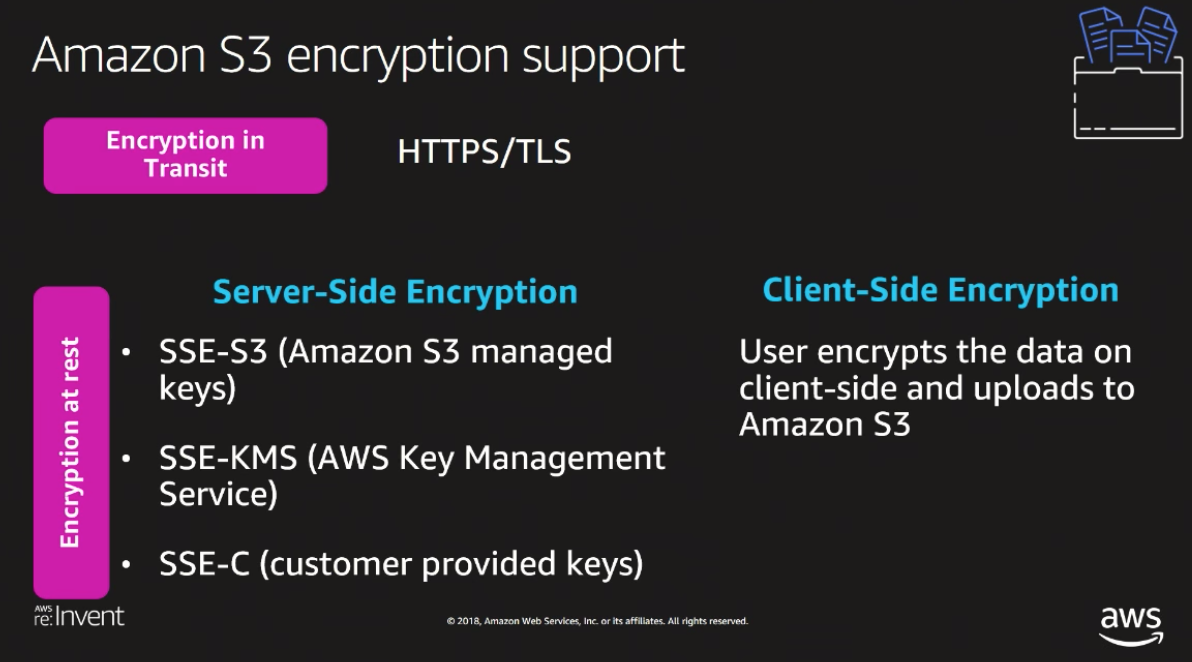 Amazon S3 encryption support
Encryption in
Transit
HTTPS/TLS
Encryption at rest
Server-Side Encryption
• SSE-S3 (Amazon S3 managed
keys)
• SSE-KMS (AWS Key Management
Service)
• SSE-C (customer provided keys)
Client-Side Encryption
User encrypts the data on
client-side and uploads to
Amazon S3
AWS
re:Invent
© 2018, Amazon Web Services, Inc. or its affiliates. All rights reserved.
aws